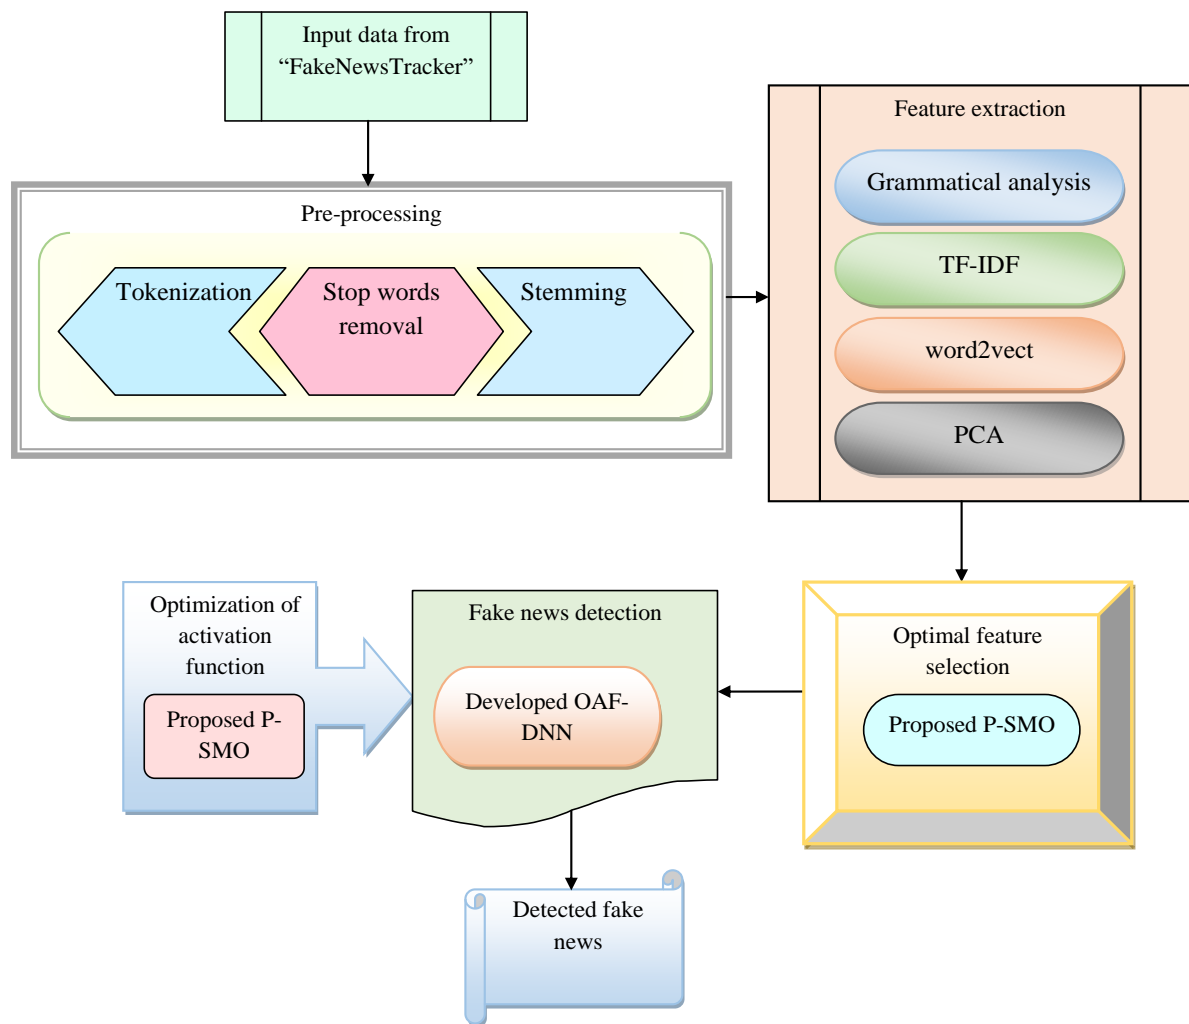 Input data from
“FakeNewsTracker”
Pre-processing
Tokenization
Stop words
removal
Stemming
Feature extraction
Grammatical analysis
TF-IDF
word2vect
PCA
Optimal feature
selection
Proposed P-SMO
Fake news detection
Developed OAF-
DNN
Optimization of
activation
function
Proposed P-
SMO
Detected fake
news